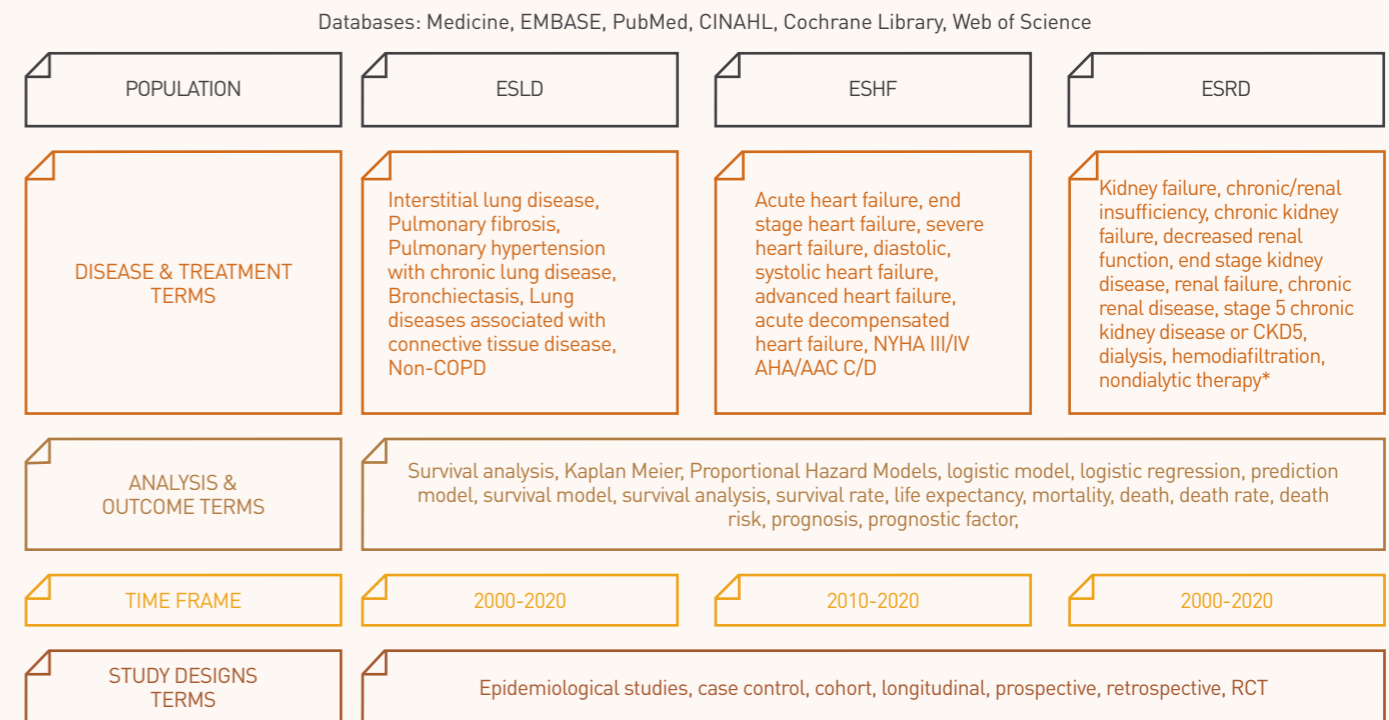 Databases: Medicine, EMBASE, PubMed, CINAHL, Cochrane Library, Web of Science
POPULATION
ESLD
ESHF
ESRD
DISEASE & TREATMENT
TERMS
Interstitial lung disease,
Pulmonary fibrosis,
Pulmonary hypertension
with chronic lung disease,
Bronchiectasis, Lung
diseases associated with
connective tissue disease,
Non-COPD
Acute heart failure, end
stage heart failure, severe
heart failure, diastolic,
systolic heart failure,
advanced heart failure,
acute decompensated
heart failure, NYHA III/IV
AHA/AAC C/D
Kidney failure, chronic/renal
insufficiency, chronic kidney
failure, decreased renal
function, end stage kidney
disease, renal failure, chronic
renal disease, stage 5 chronic
kidney disease or CKD5,
dialysis, hemodiafiltration,
nondialytic therapy*
ANALYSIS &
OUTCOME TERMS
Survival analysis, Kaplan Meier, Proportional Hazard Models, logistic model, logistic regression, prediction
model, survival model, survival analysis, survival rate, life expectancy, mortality, death, death rate, death
risk, prognosis, prognostic factor,
TIME FRAME
2000-2020
2010-2020
2000-2020
STUDY DESIGNS
TERMS
Epidemiological studies, case control, cohort, longitudinal, prospective, retrospective, RCT